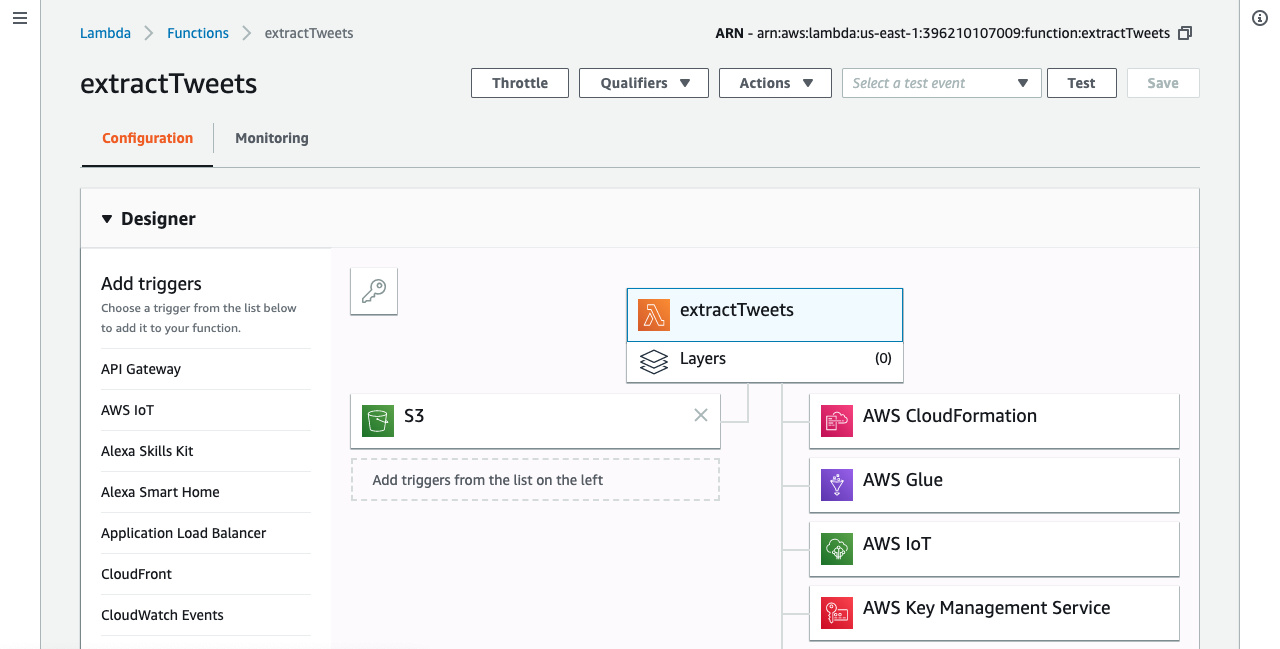 Lambda > Functions > extractTweets
ARN - arn:aws:lambda:us-east-1:396210107009:function:extractTweets
extractTweets
Throttle
Qualifiers
Actions
Select a test event
Test
Save
Configuration
Monitoring
Designer
Add triggers
Choose a trigger from the list below
to add it to your function.
API Gateway
AWS IoT
Alexa Skills Kit
Alexa Smart Home
Application Load Balancer
CloudFront
CloudWatch Events
extractTweets
Layers (0)
S3
Add triggers from the list on the left
AWS CloudFormation
AWS Glue
AWS IoT
AWS Key Management Service